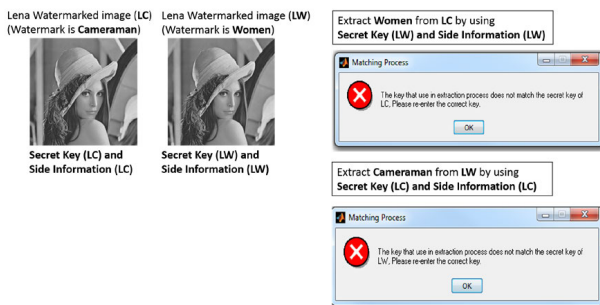 Lena Watermarked image (LC)
(Watermark is Cameraman)
Secret Key (LC) and
Side Information (LC)
Lena Watermarked image (LW)
(Watermark is Women)
Secret Key (LW) and
Side Information (LW)
Extract Women from LC by using
Secret Key (LW) and Side Information (LW)
Matching Process
The key that use in extraction process does not match the secret key of
LC, Please re-enter the correct key.
OK
Extract Cameraman from LW by using
Secret Key (LC) and Side Information (LC)
Matching Process
The key that use in extraction process does not match the secret key of
LW, Please re-enter the correct key.
OK